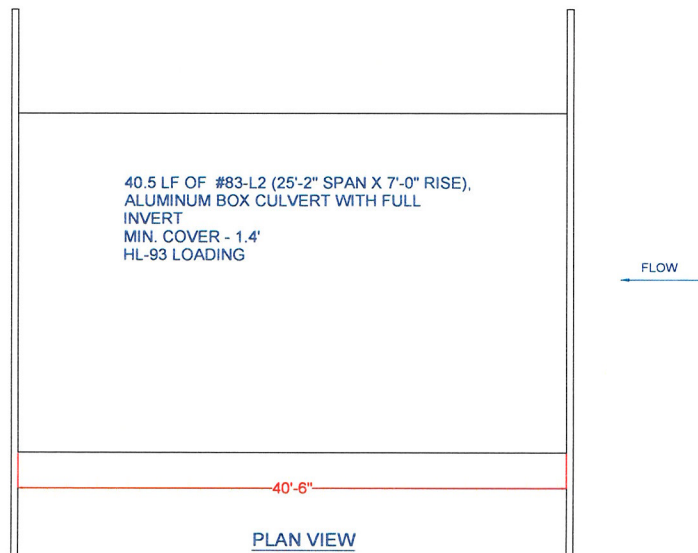 40.5 LF OF #83-L2 (25'-2" SPAN X 7'-0" RISE),
ALUMINUM BOX CULVERT WITH FULL
INVERT
MIN. COVER - 1.4'
HL-93 LOADING
FLOW
40'-6"
PLAN VIEW